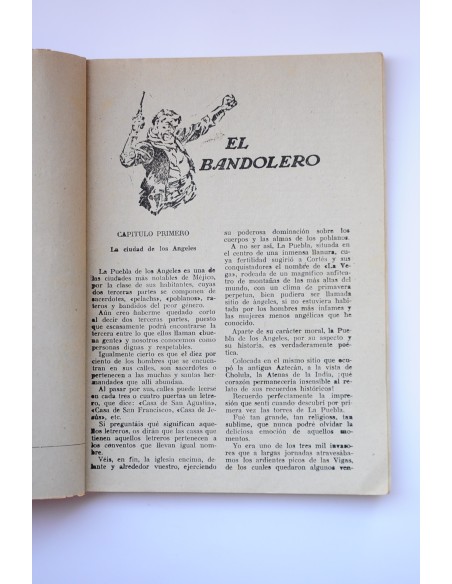 EL
BANDOLERO
CAPITULO PRIMERO
La ciudad de los Angeles
La Puebla de los Angeles es una de
las ciudades más notables de Méjico,
por la clase de sus habitantes, cuyas
dos terceras partes se componen de
sacerdotes, «pelachs», «poblanos», ra-
teros y bandidos del peor género.
Aún creo haberme quedado corto
al decir dos terceras partes, puesto
que escasamente podrá encontrarse la
tercera entre lo que ellos llaman «bue-
na gente» y nosotros conocemos como
personas dignas y respetables.
Igualmente cierto es que el diez por
ciento de los hombres que se encuen-
tran en sus calles, son sacerdotes o
pertenecen a las muchas y santas her-
mandades que allí abundan.
Al pasar por sus, calles puede leerse
en cada tres o cuatro puertas un letre-
ro, que dice: «Casa de San Agustín»,
«Casa de San Francisco», «Casa de Je-
sús», etc.
Si preguntáis qué significan aque-
llos letreros, os dirán que las casas que
tienen aquellos letreros pertenecen a
los conventos que llevan igual nom-
bre.
Véis, en fin, la iglesia encima, de-
lante y alrededor vuestro, ejerciendo
su poderosa dominación sobre los
cuerpos y las almas de los poblanos.
A no ser así, La Puebla, situada en
el centro de una inmensa llanura,
cuya fertilidad sugirió a Cortés y sus
conquistadores el nombre de «La Ve-
ga», rodeada de un magnífico anfitea-
tro de montañas de las más altas del
mundo, con un clima de primavera
perpetua, bien pudiera ser llamada
sitio de ángeles, si no estuviera habi-
tada por los hombres más infames y
las mujeres menos angélicas que he
conocido.
Aparte de su carácter moral, la Pue-
bla de los Angeles, por su aspecto y
su historia, es verdaderamente poé-
tica.
Colocada en el mismo sitio que ocu-
pó la antigua Aztecán, a la vista
de Cholula, la Atenas de la India, ¡qué
corazón permanecería insensible al re-
lato de sus recuerdos históricos!
Recuerdo perfectamente la impre-
sión que sentí cuando descubrí por pri-
mera vez las torres de La Puebla.
Fué tan grande, tan religiosa, tan
sublime, que nunca podré olvidar la
deliciosa emoción de aquellos mo-
mentos.
Yo era uno de los tres mil invaso-
res que a largas jornadas atravesába-
mos los ardientes picos de las Vigas,
de los cuales quedaron algunos ven-